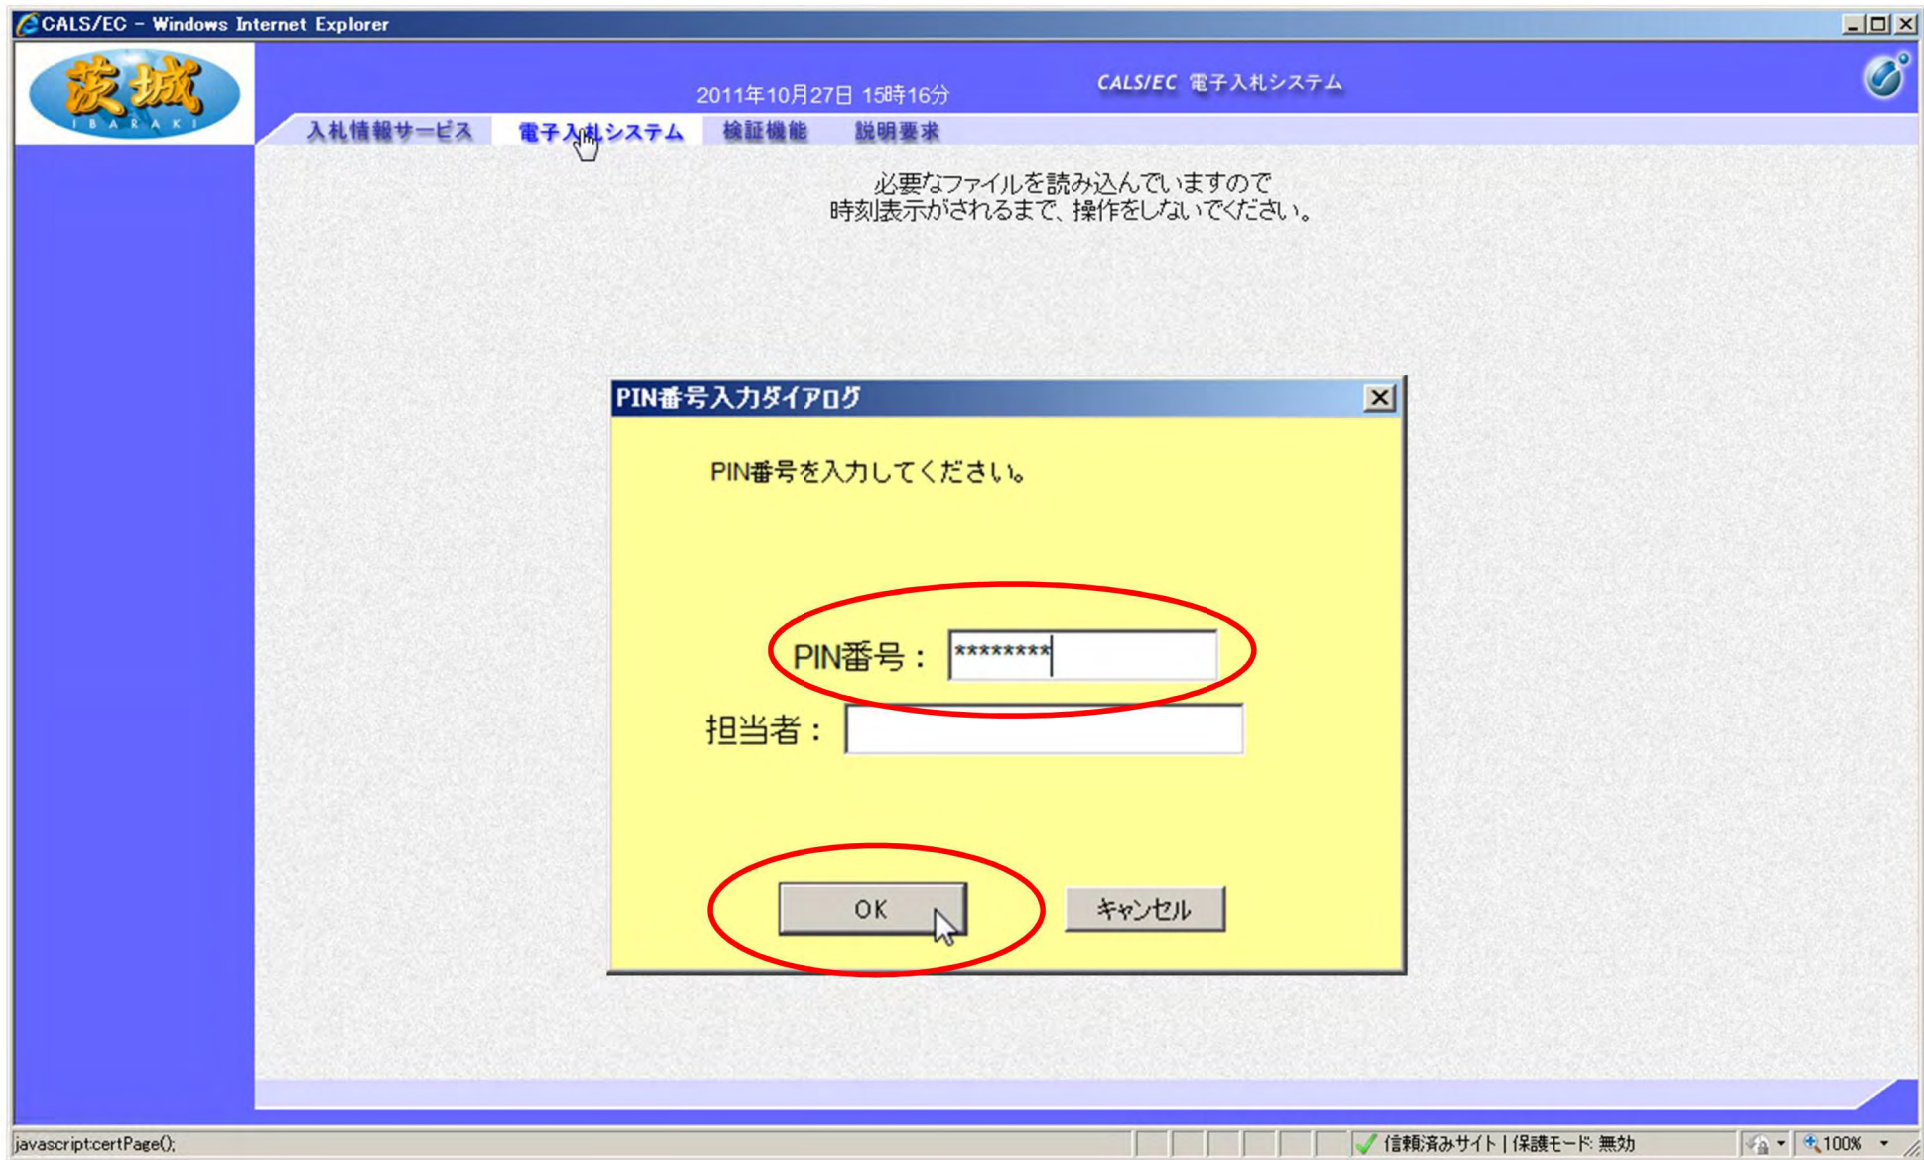 CALS/EC - Windows Internet Explorer
茨城
IBARAKI
2011年10月27日 15時16分
CALS/EC 電子入札システム
入札情報サービス 電子入札システム 検証機能 説明要求
必要なファイルを読み込んでいますので
時刻表示がされるまで、操作をしないでください。
PIN番号入力ダイアログ
PIN番号を入力してください。
PIN番号： ********
担当者：
OK キャンセル
javascript:certPage();
信頼済みサイト | 保護モード: 無効
100%